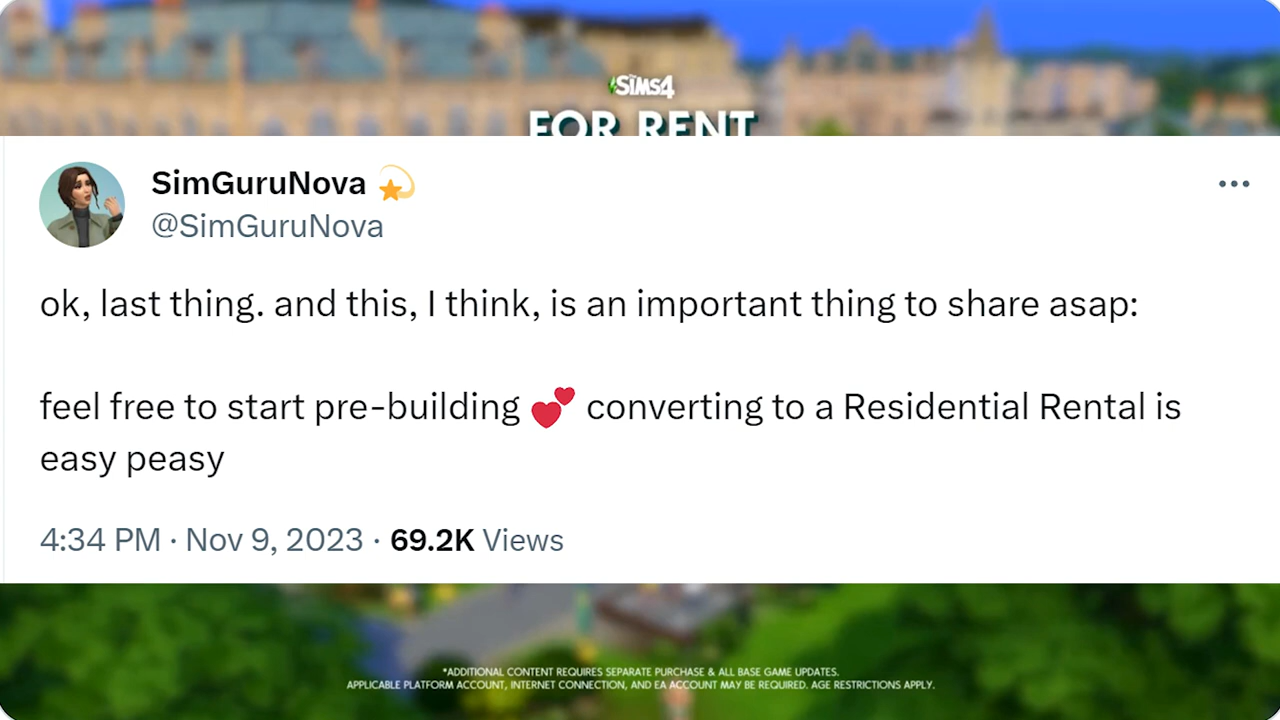 THE SIMS4
FOR RENT
SimGuruNova 💫
@SimGuruNova
ok, last thing. and this, I think, is an important thing to share asap:
feel free to start pre-building 💕 converting to a Residential Rental is
easy peasy
4:34 PM · Nov 9, 2023 · 69.2K Views
*ADDITIONAL CONTENT REQUIRES SEPARATE PURCHASE & ALL BASE GAME UPDATES.
APPLICABLE PLATFORM ACCOUNT, INTERNET CONNECTION, AND EA ACCOUNT MAY BE REQUIRED. AGE RESTRICTIONS APPLY.